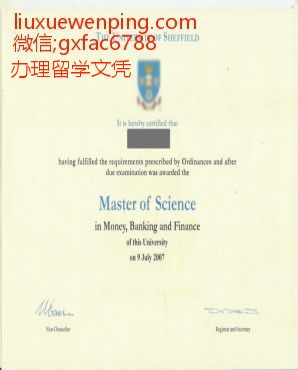 liuxuewenping.com
微信;gxfac6788
办理留学文凭
THE UNIVERSITY OF SHEFFIELD
It is hereby certified that
having fulfilled the requirements prescribed by Ordinances and after
due examination was awarded the
Master of Science
in Money, Banking and Finance
of this University
on 9 July 2007
Vice-Chancellor
Registrar and Secretary